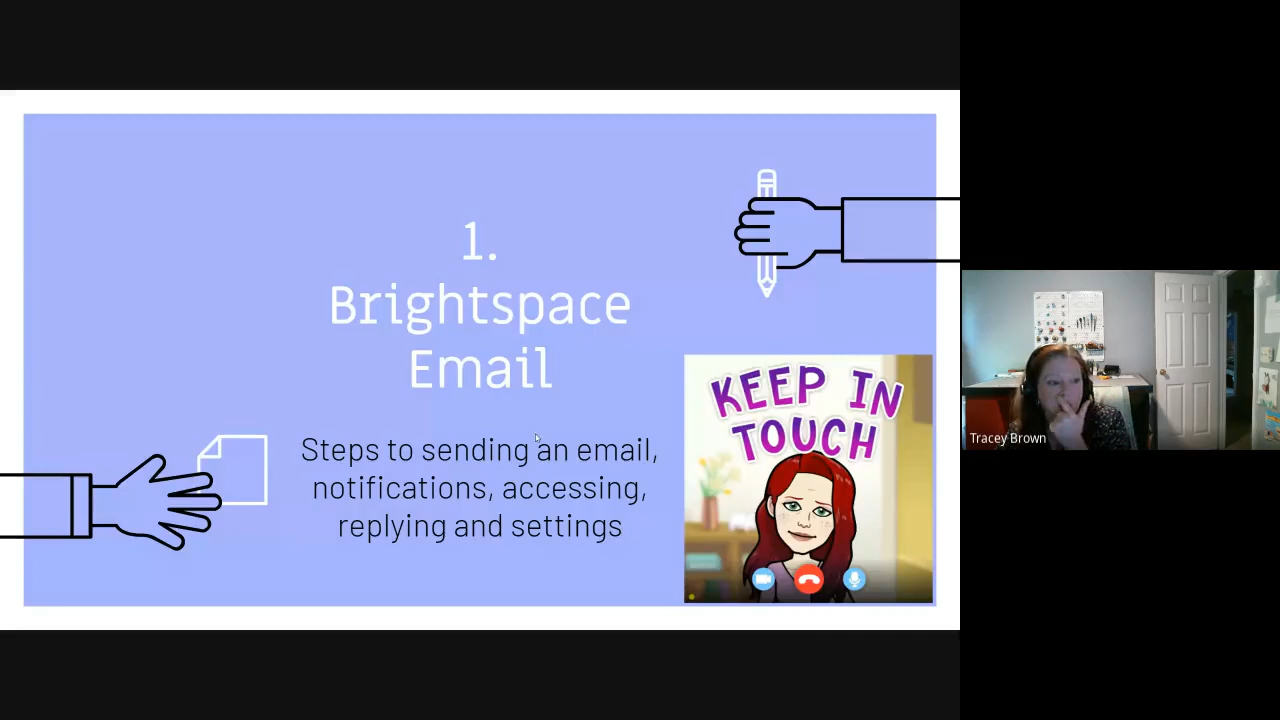 1.
Brightspace
Email
Steps to sending an email,
notifications, accessing,
replying and settings
KEEP IN
TOUCH
Tracey Brown